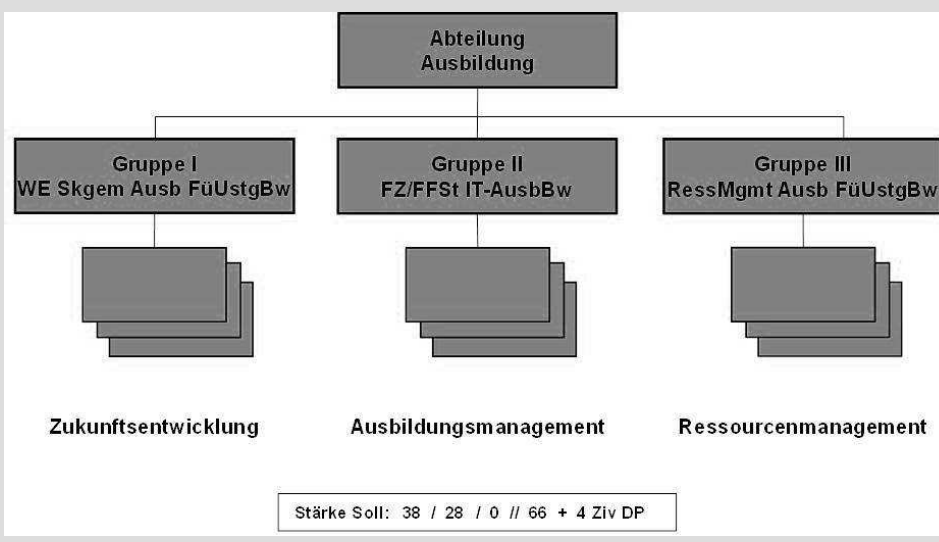 Abteilung
Ausbildung
Gruppe I
WE Skgem Ausb FüUstgBw
Gruppe II
FZ/FFSt IT-AusbBw
Gruppe III
RessMgmt Ausb FüUstgBw
Zukunftsentwicklung
Ausbildungsmanagement
Ressourcenmanagement
Stärke Soll: 38 / 28 / 0 // 66 + 4 Ziv DP